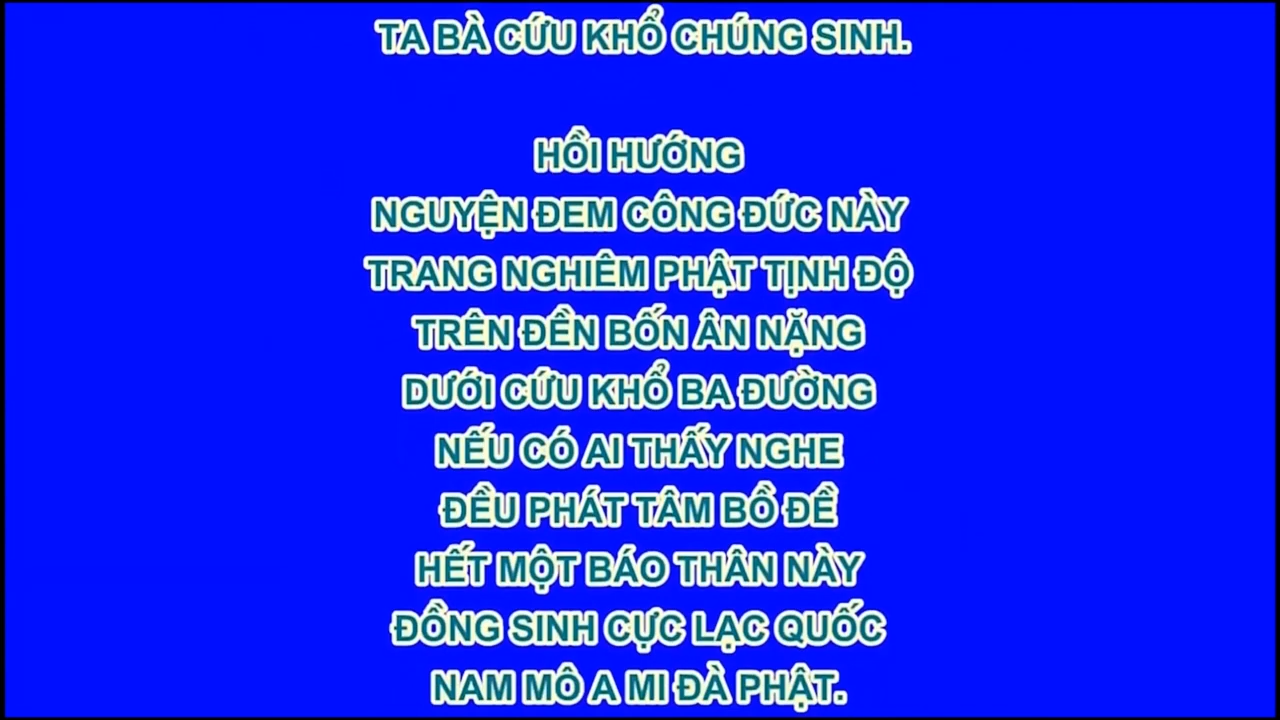 TA BÀ CỨU KHỔ CHÚNG SINH.
HỒI HƯỚNG
NGUYỆN ĐEM CÔNG ĐỨC NÀY
TRANG NGHIÊM PHẬT TỊNH ĐỘ
TRÊN ĐỀN BỐN ÂN NẶNG
DƯỚI CỨU KHỔ BA ĐƯỜNG
NẾU CÓ AI THẤY NGHE
ĐỀU PHÁT TÂM BỒ ĐỀ
HẾT MỘT BÁO THÂN NÀY
ĐỒNG SINH CỰC LẠC QUỐC
NAM MÔ A MI ĐÀ PHẬT.